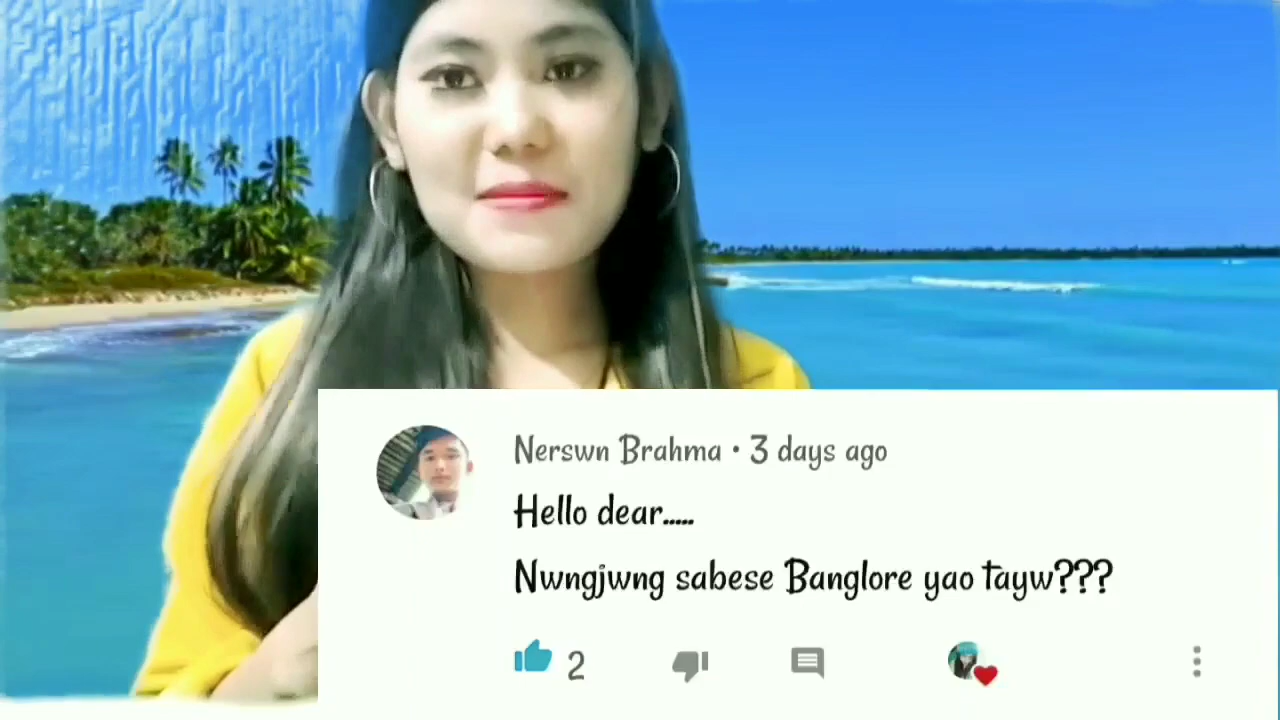 Nerswn Brahma • 3 days ago
Hello dear.....
Nwngjwng sabese Banglore yao tayw???
2